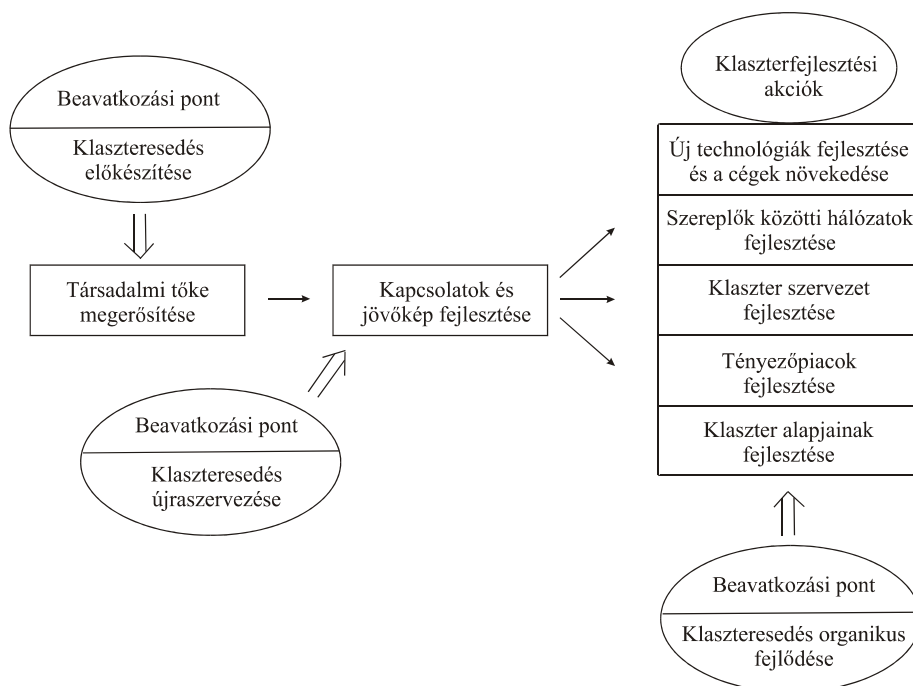 Beavatkozási pont
Klaszteresedés
előkészítése
Társadalmi tőke
megerősítése
Kapcsolatok és
jövőkép fejlesztése
Beavatkozási pont
Klaszteresedés
újraszervezése
Klaszterfejlesztési
akciók
Új technológiák fejlesztése
és a cégek növekedése
Szereplők közötti hálózatok
fejlesztése
Klaszter szervezet
fejlesztése
Tényezőpiacok
fejlesztése
Klaszter alapjainak
fejlesztése
Beavatkozási pont
Klaszteresedés organikus
fejlődése